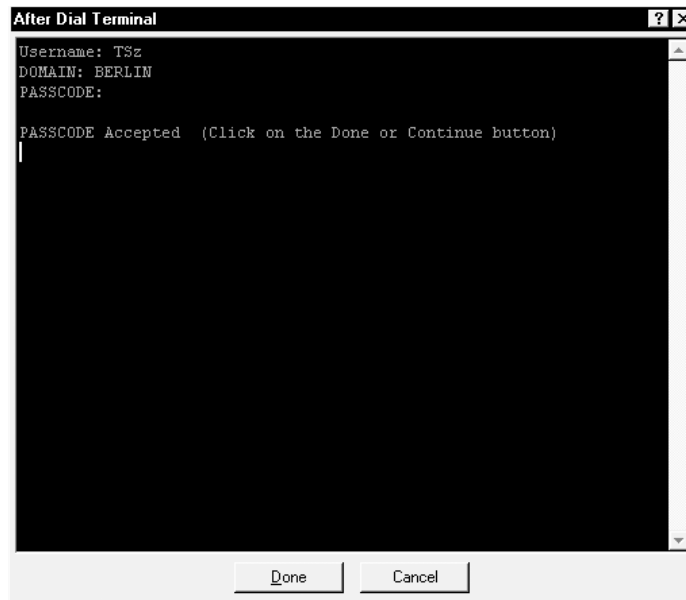 After Dial Terminal
Username: TSz
DOMAIN: BERLIN
PASSCODE:
PASSCODE Accepted (Click on the Done or Continue button)
Done Cancel